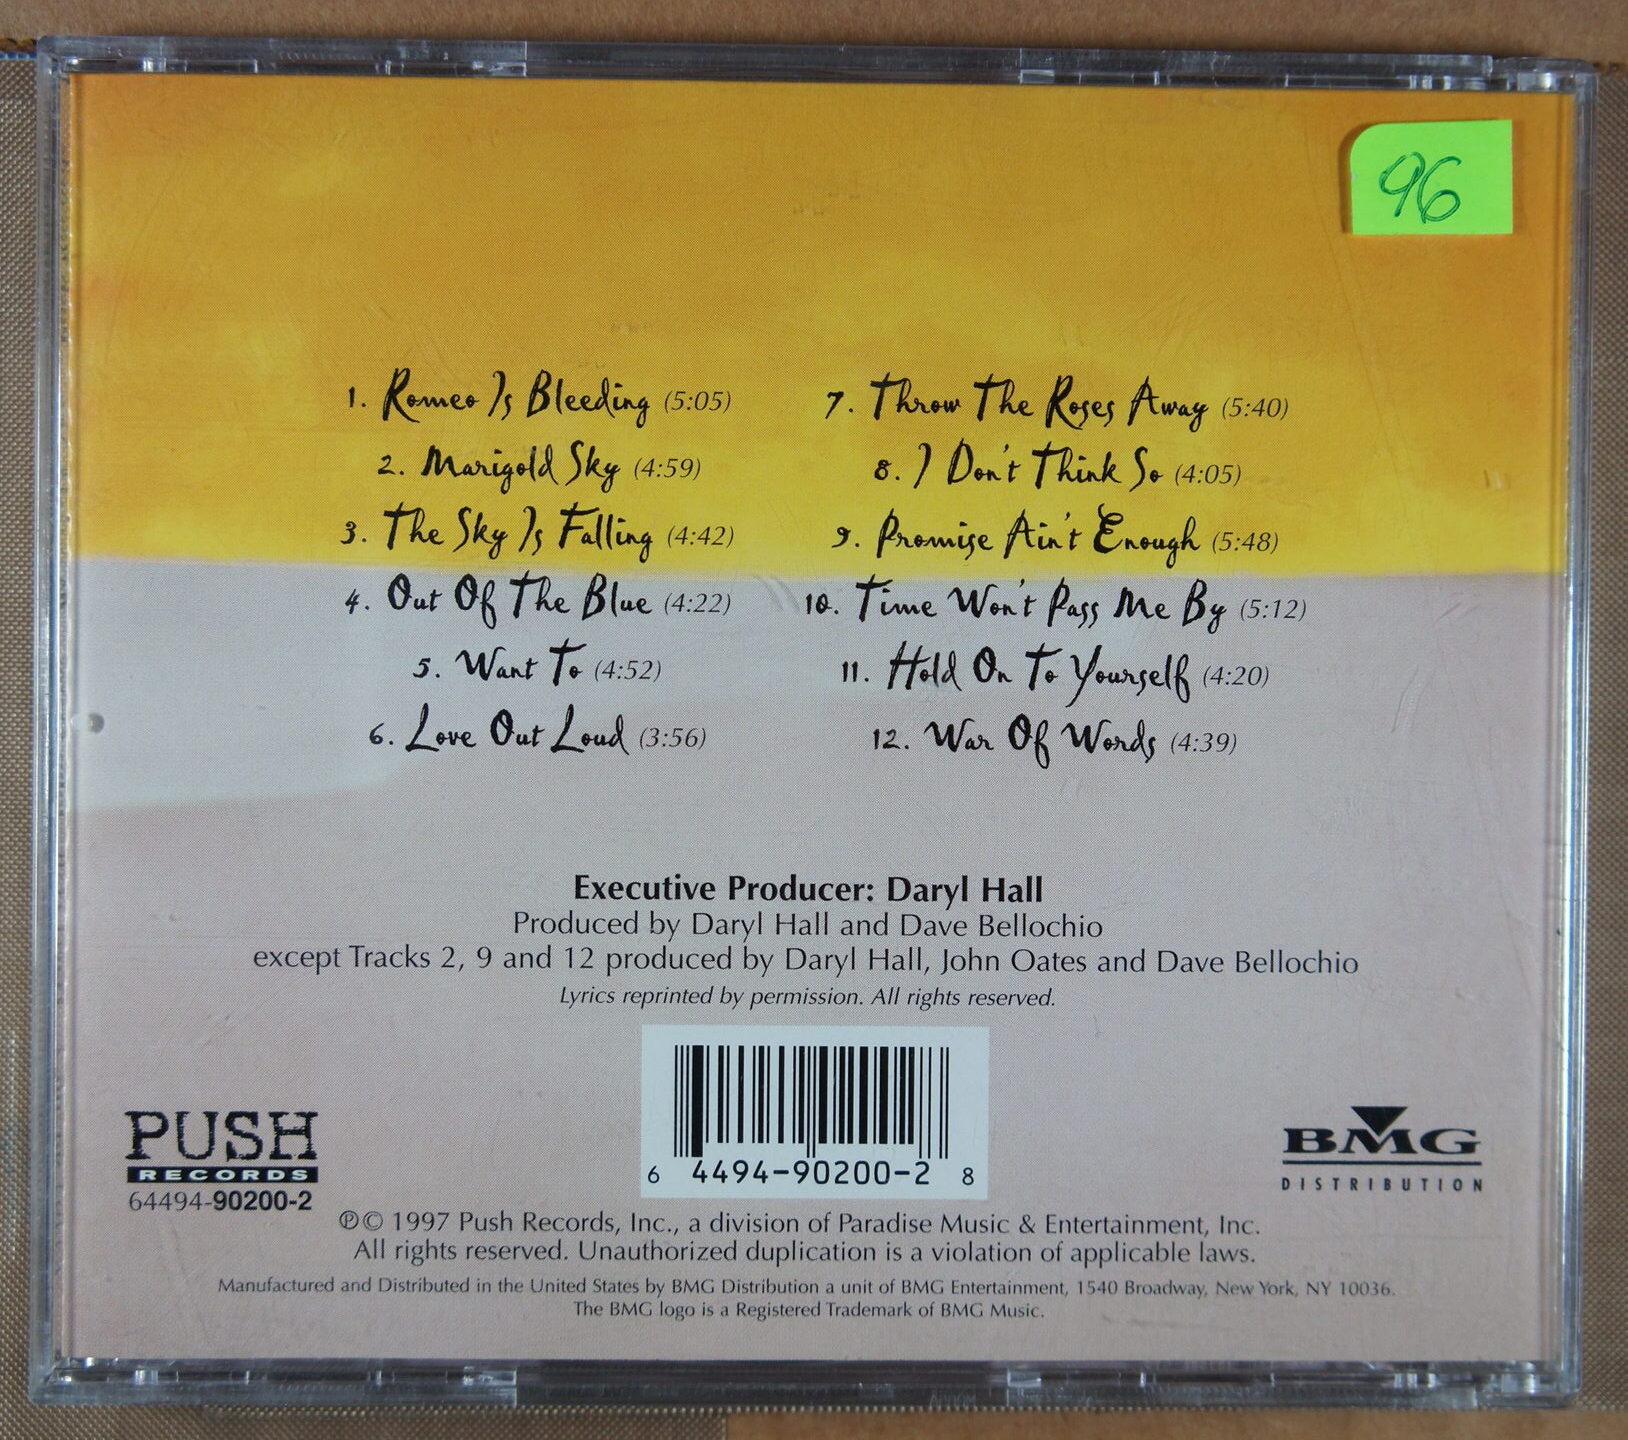 96
1. Romeo Is Bleeding (5:05)
2. Marigold Sky (4:59)
3. The Sky Is Falling (4:42)
4. Out Of The Blue (4:22)
5. Want To (4:52)
6. Love Out Loud (3:56)
7. Throw The Roses Away (5:40)
8. I Don't Think So (4:05)
9. Promise Ain't Enough (5:48)
10. Time Won't Pass Me By (5:12)
11. Hold On To Yourself (4:20)
12. War Of Words (4:39)
Executive Producer: Daryl Hall
Produced by Daryl Hall and Dave Bellochio
except Tracks 2, 9 and 12 produced by Daryl Hall, John Oates and Dave Bellochio
Lyrics reprinted by permission. All rights reserved.
PUSH
RECORDS
64494-90200-2
6 4494-90200-2 8
BMG
DISTRIBUTION
℗© 1997 Push Records, Inc., a division of Paradise Music & Entertainment, Inc.
All rights reserved. Unauthorized duplication is a violation of applicable laws.
Manufactured and Distributed in the United States by BMG Distribution a unit of BMG Entertainment, 1540 Broadway, New York, NY 10036.
The BMG logo is a Registered Trademark of BMG Music.